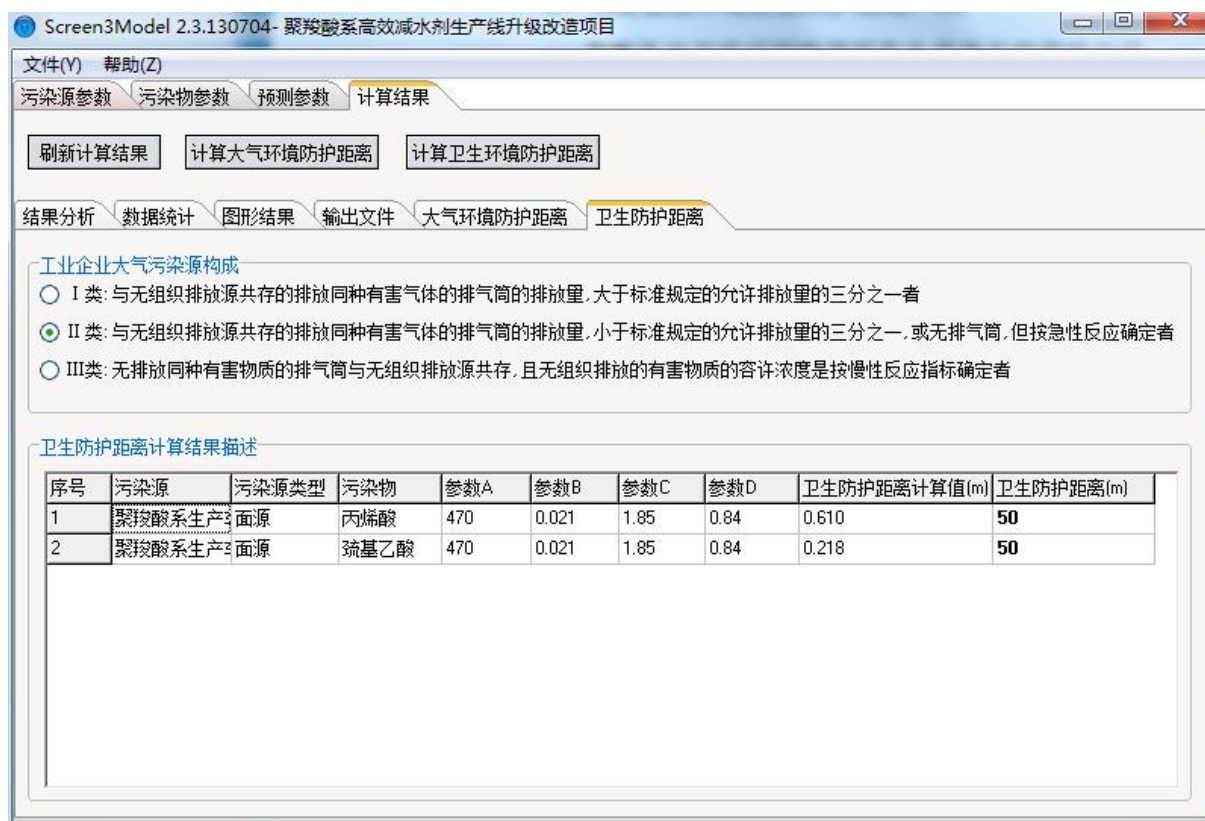 Screen3Model 2.3.130704- 聚羧酸系高效减水剂生产线升级改造项目
文件(Y) 帮助(Z)
污染源参数 污染物参数 预测参数 计算结果
刷新计算结果 计算大气环境防护距离 计算卫生环境防护距离
结果分析 数据统计 图形结果 输出文件 大气环境防护距离 卫生防护距离
工业企业大气污染源构成
I 类: 与无组织排放源共存的排放同种有害气体的排气筒的排放量,大于标准规定的允许排放量的三分之一者
II 类: 与无组织排放源共存的排放同种有害气体的排气筒的排放量,小于标准规定的允许排放量的三分之一,或无排气筒,但按急性反应确定者
III类: 无排放同种有害物质的排气筒与无组织排放源共存,且无组织排放的有害物质的容许浓度是按慢性反应指标确定者
卫生防护距离计算结果描述
序号 污染源 污染源类型 污染物 参数A 参数B 参数C 参数D 卫生防护距离计算值(m) 卫生防护距离(m)
1 聚羧酸系生产 面源 丙烯酸 470 0.021 1.85 0.84 0.610 50
2 聚羧酸系生产 面源 巯基乙酸 470 0.021 1.85 0.84 0.218 50